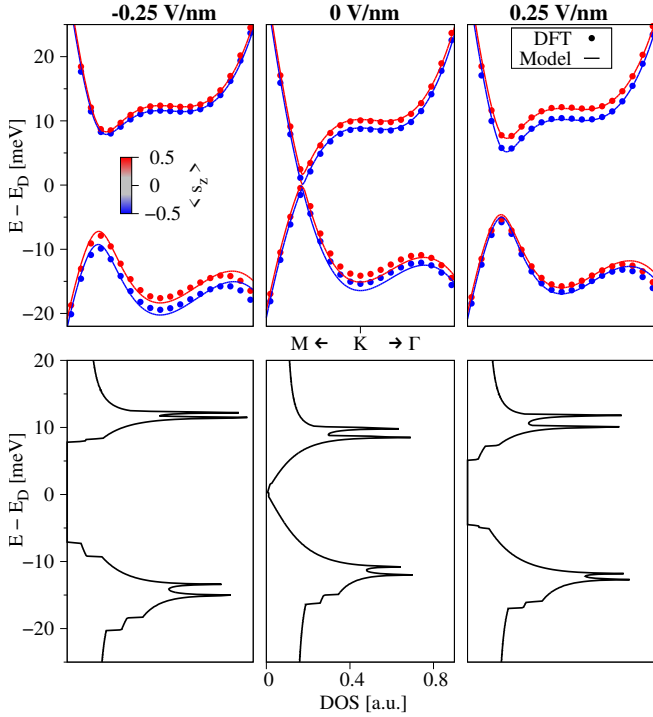 -0.25 V/nm 0 V/nm 0.25 V/nm
20
10
0
−10
−20
E − E_D [meV]
0.5
0
−0.5
< s_z >
DFT
Model
M ← K → Γ
20
10
0
−10
−20
E − E_D [meV]
0 0.4 0.8
DOS [a.u.]